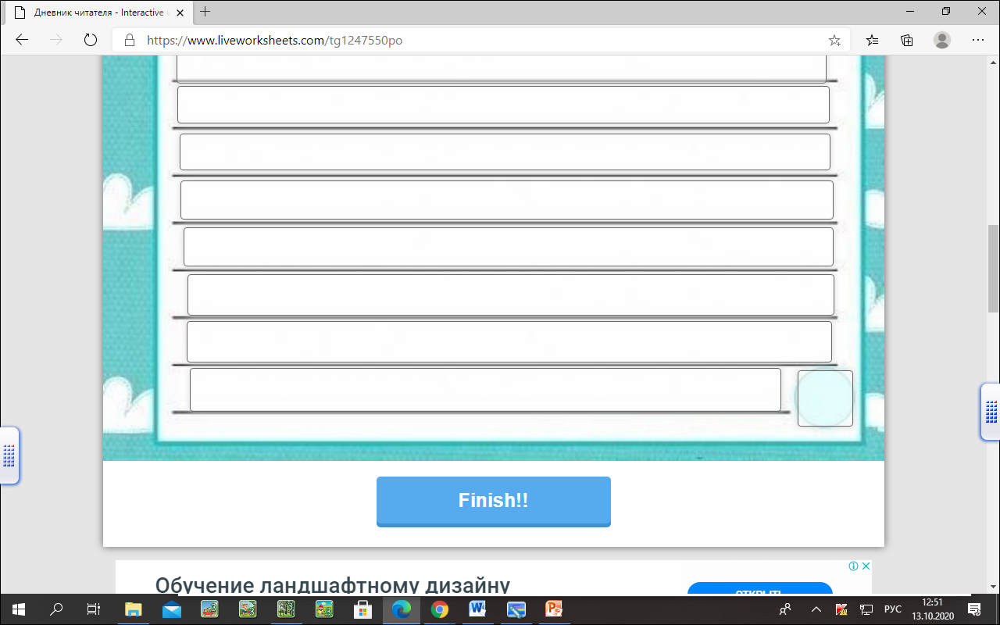 Дневник читателя - Interactive
https://www.liveworksheets.com/tg1247550po
Finish!!
Обучение ландшафтному дизайну
РУС
12:51
13.10.2020